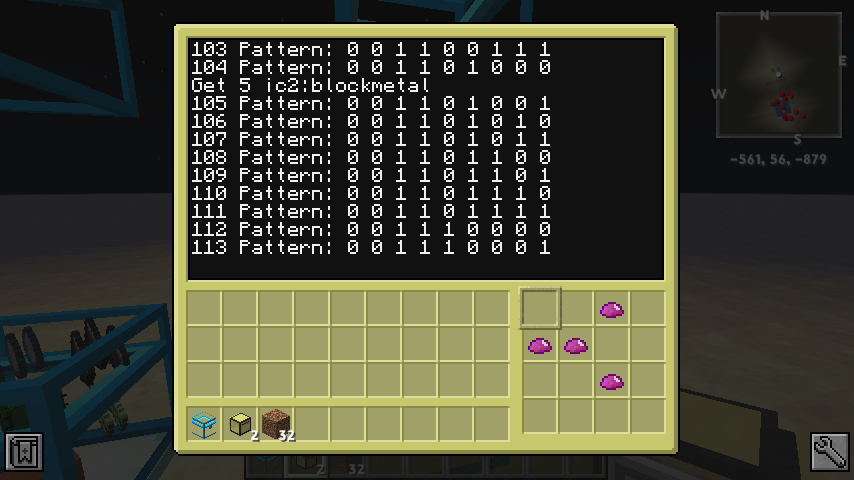 103 Pattern: 0 0 1 1 0 0 1 1 1
104 Pattern: 0 0 1 1 0 1 0 0 0
Get 5 ic2:blockmetal
105 Pattern: 0 0 1 1 0 1 0 0 1
106 Pattern: 0 0 1 1 0 1 0 1 0
107 Pattern: 0 0 1 1 0 1 0 1 1
108 Pattern: 0 0 1 1 0 1 1 0 0
109 Pattern: 0 0 1 1 0 1 1 0 1
110 Pattern: 0 0 1 1 0 1 1 1 0
111 Pattern: 0 0 1 1 0 1 1 1 1
112 Pattern: 0 0 1 1 1 0 0 0 0
113 Pattern: 0 0 1 1 1 0 0 0 1
N
E
W
S
-561, 56, -879
2
32
2
32